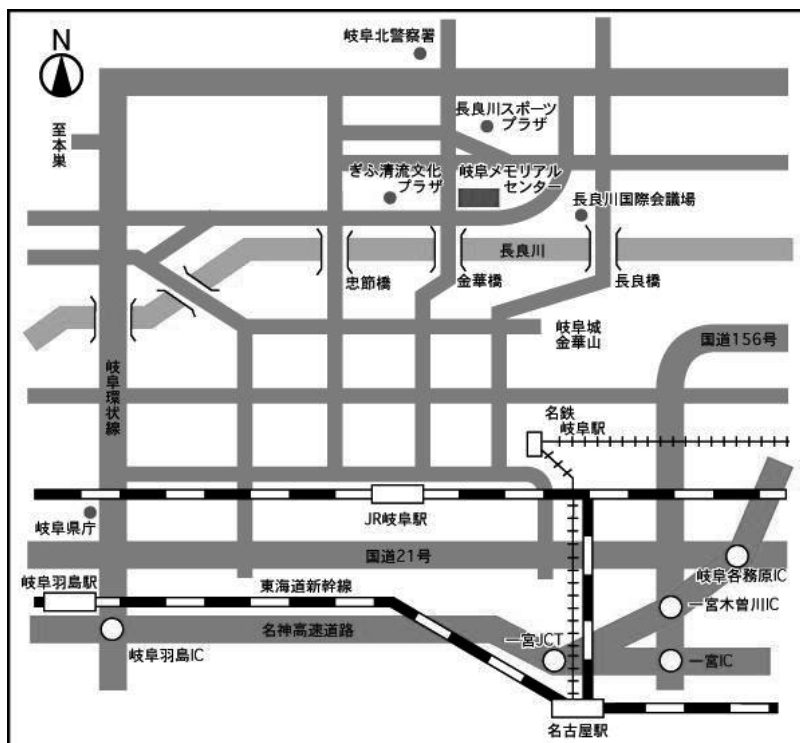 N
岐阜北警察署
至本巣
長良川スポーツ
プラザ
ぎふ清流文化
プラザ
岐阜メモリアル
センター
長良川国際会議場
長良川
忠節橋
金華橋
長良橋
岐阜城
金華山
国道156号
岐阜環状線
名鉄
岐阜駅
JR岐阜駅
岐阜県庁
国道21号
岐阜各務原IC
岐阜羽島駅
東海道新幹線
一宮木曽川IC
名神高速道路
一宮JCT
岐阜羽島IC
一宮IC
名古屋駅